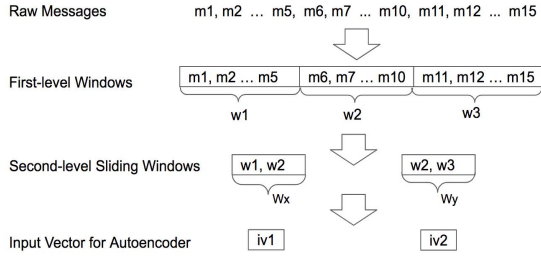 Raw Messages m1, m2 … m5, m6, m7 ... m10, m11, m12 ... m15
First-level Windows m1, m2 … m5 m6, m7 … m10 m11, m12 … m15
w1 w2 w3
Second-level Sliding Windows w1, w2 w2, w3
Wx Wy
Input Vector for Autoencoder iv1 iv2